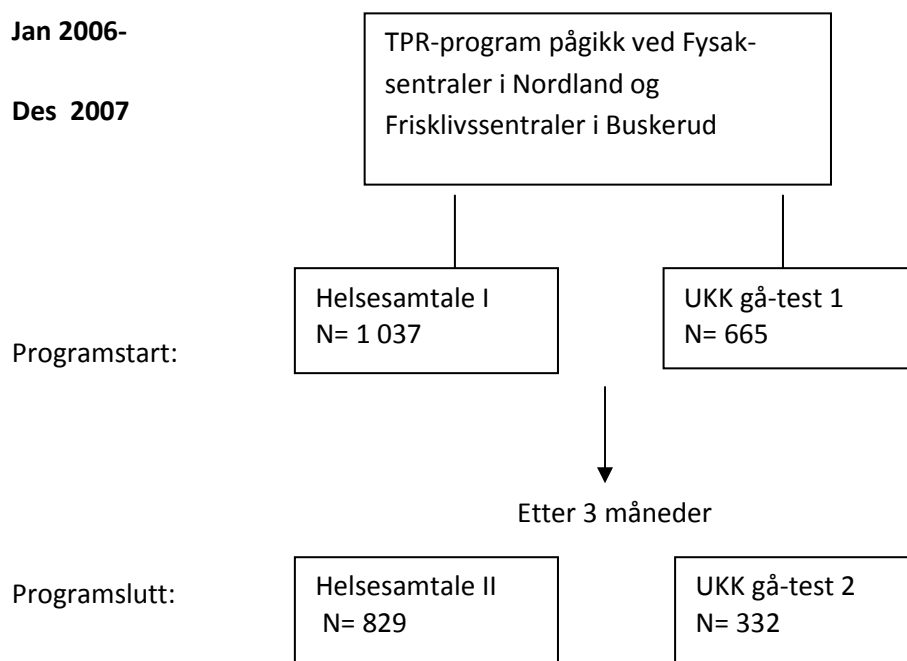 Jan 2006-
Des 2007
TPR-program pågikk ved Fysak-
sentraler i Nordland og
Frisklivssentraler i Buskerud
Helsesamtale I
N= 1 037
UKK gå-test 1
N= 665
Programstart:
Etter 3 måneder
Programslutt:
Helsesamtale II
N= 829
UKK gå-test 2
N= 332